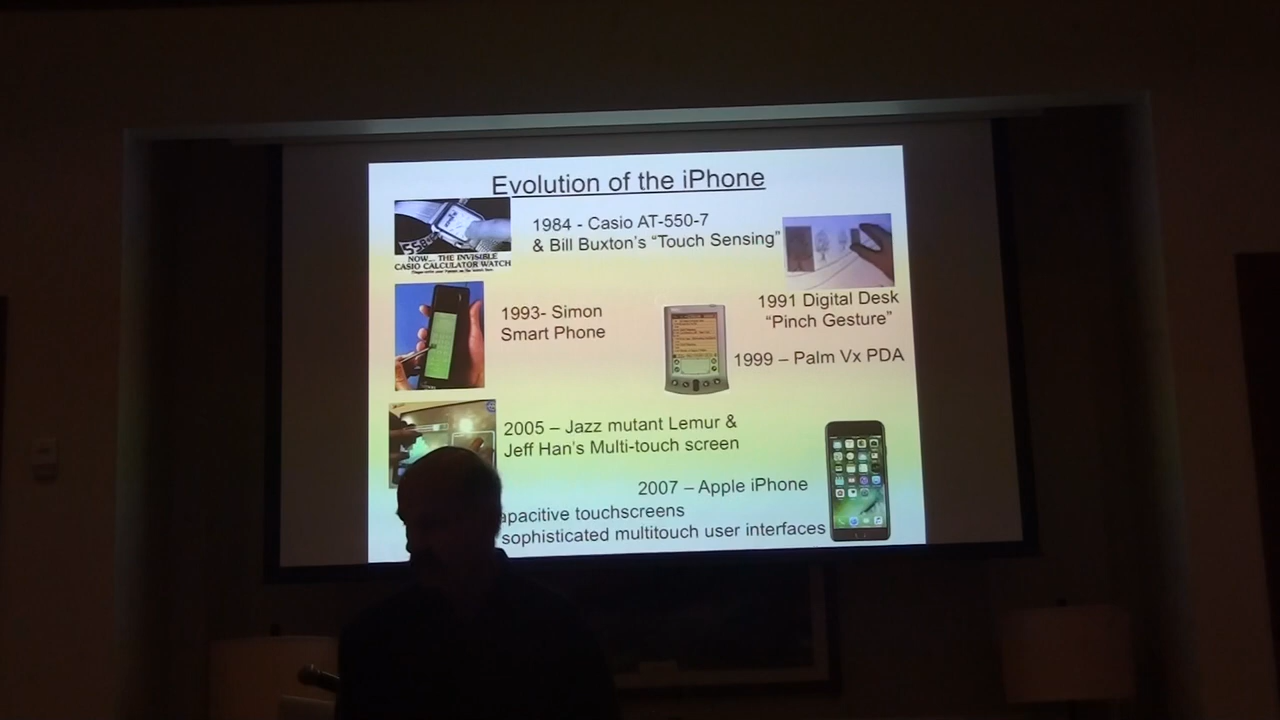 Evolution of the iPhone
1984 - Casio AT-550-7
& Bill Buxton's "Touch Sensing"
NOW... THE INVISIBLE
CASIO CALCULATOR WATCH
1991 Digital Desk
"Pinch Gesture"
1993- Simon
Smart Phone
1999 – Palm Vx PDA
2005 – Jazz mutant Lemur &
Jeff Han's Multi-touch screen
2007 – Apple iPhone
apacitive touchscreens
sophisticated multitouch user interfaces